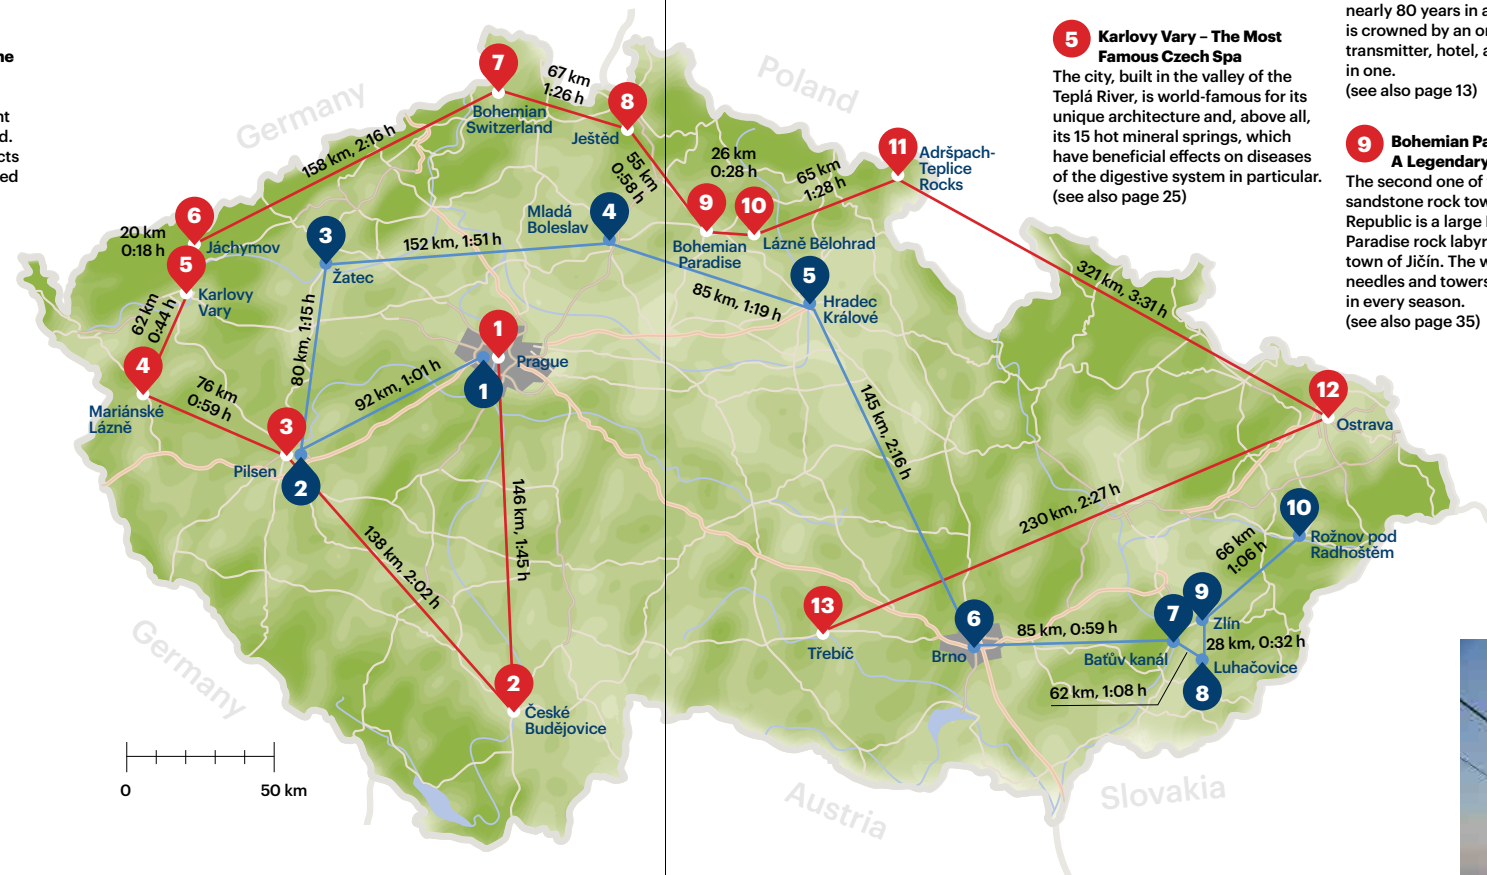 ne
nt
d.
cts
ed
Germany
Poland
Germany
Austria
Slovakia
7
67 km
1:26 h
Bohemian
Switzerland
8
Ještěd
158 km, 2:16 h
55 km
0:58 h
26 km
0:28 h
65 km
1:28 h
11
Adršpach-
Teplice
Rocks
6
20 km
0:18 h
Jáchymov
5
Karlovy
Vary
3
Žatec
152 km, 1:51 h
Mladá
Boleslav
4
9
Bohemian
Paradise
10
Lázně Bělohrad
5
Hradec
Králové
85 km, 1:19 h
321 km, 3:31 h
62 km
0:44 h
80 km, 1:15 h
1
Prague
1
92 km, 1:01 h
4
Mariánské
Lázně
76 km
0:59 h
3
Pilsen
2
145 km, 2:16 h
12
Ostrava
146 km, 1:45 h
138 km, 2:02 h
230 km, 2:27 h
10
Rožnov pod
Radhoštěm
66 km
1:06 h
13
Třebíč
6
Brno
85 km, 0:59 h
7
Baťův kanál
9
Zlín
28 km, 0:32 h
Luhačovice
8
62 km, 1:08 h
2
České
Budějovice
0
50 km
5
Karlovy Vary – The Most
Famous Czech Spa
The city, built in the valley of the
Teplá River, is world-famous for its
unique architecture and, above all,
its 15 hot mineral springs, which
have beneficial effects on diseases
of the digestive system in particular.
(see also page 25)
nearly 80 years in a
is crowned by an or
transmitter, hotel, a
in one.
(see also page 13)
9
Bohemian Pa
A Legendary
The second one of
sandstone rock tow
Republic is a large
Paradise rock labyr
town of Jičín. The w
needles and towers
in every season.
(see also page 35)